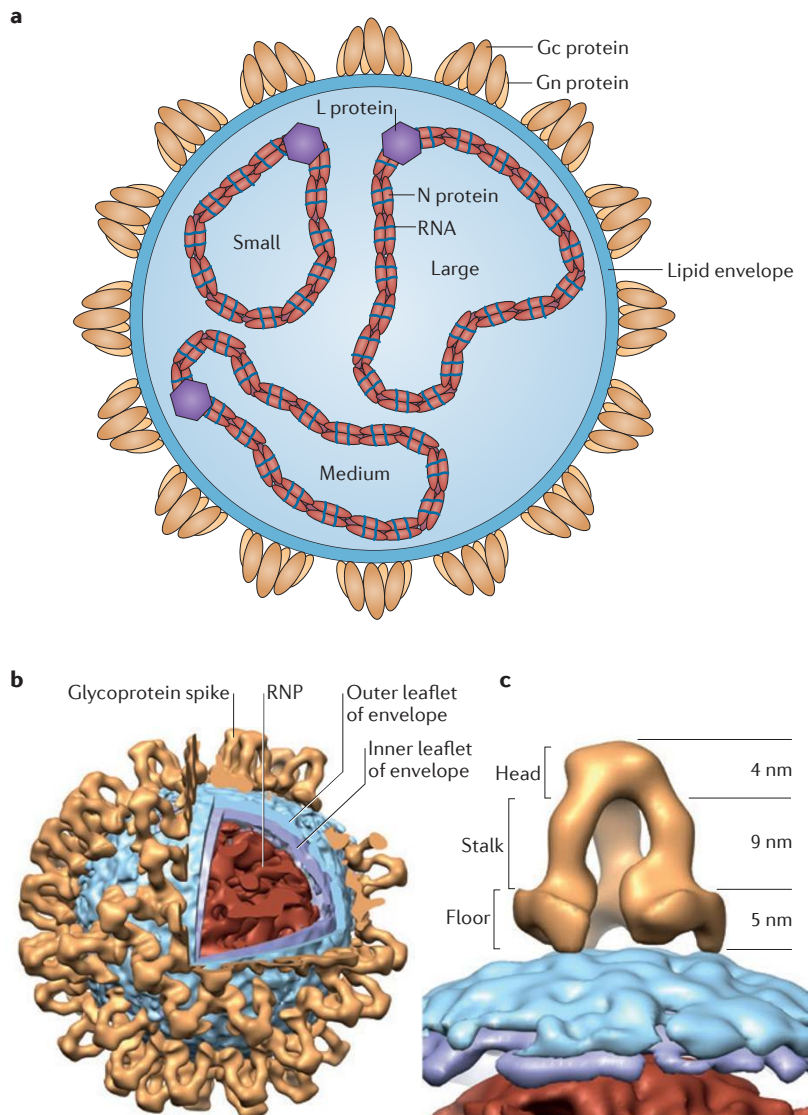 a
Gc protein
Gn protein
L protein
N protein
RNA
Small
Large
Lipid envelope
Medium
b
Glycoprotein spike
RNP
Outer leaflet
of envelope
Inner leaflet
of envelope
c
Head
4 nm
Stalk
9 nm
Floor
5 nm